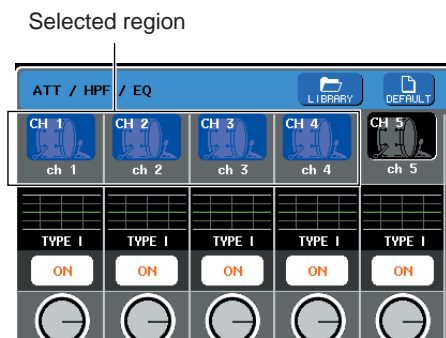 Selected region
ATT / HPF / EQ
LIBRARY
DEFAULT
CH 1 CH 2 CH 3 CH 4 CH 5
ch 1 ch 2 ch 3 ch 4 ch 5
TYPE I TYPE I TYPE I TYPE I TYPE I
ON ON ON ON ON